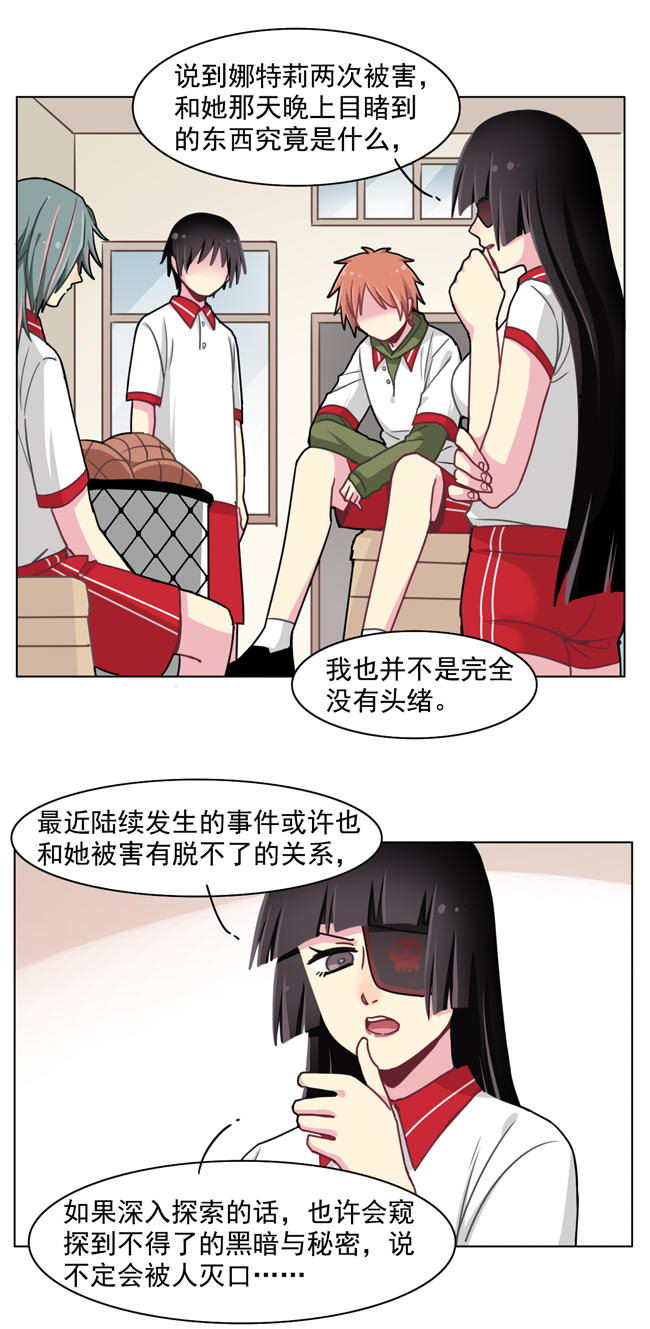 说到娜特莉两次被害，
和她那天晚上目睹到
的东西究竟是什么，
我也并不是完全
没有头绪。
最近陆续发生的事件或许也
和她被害有脱不了的关系，
如果深入探索的话，也许会窥
探到不得了的黑暗与秘密，说
不定会被人灭口……